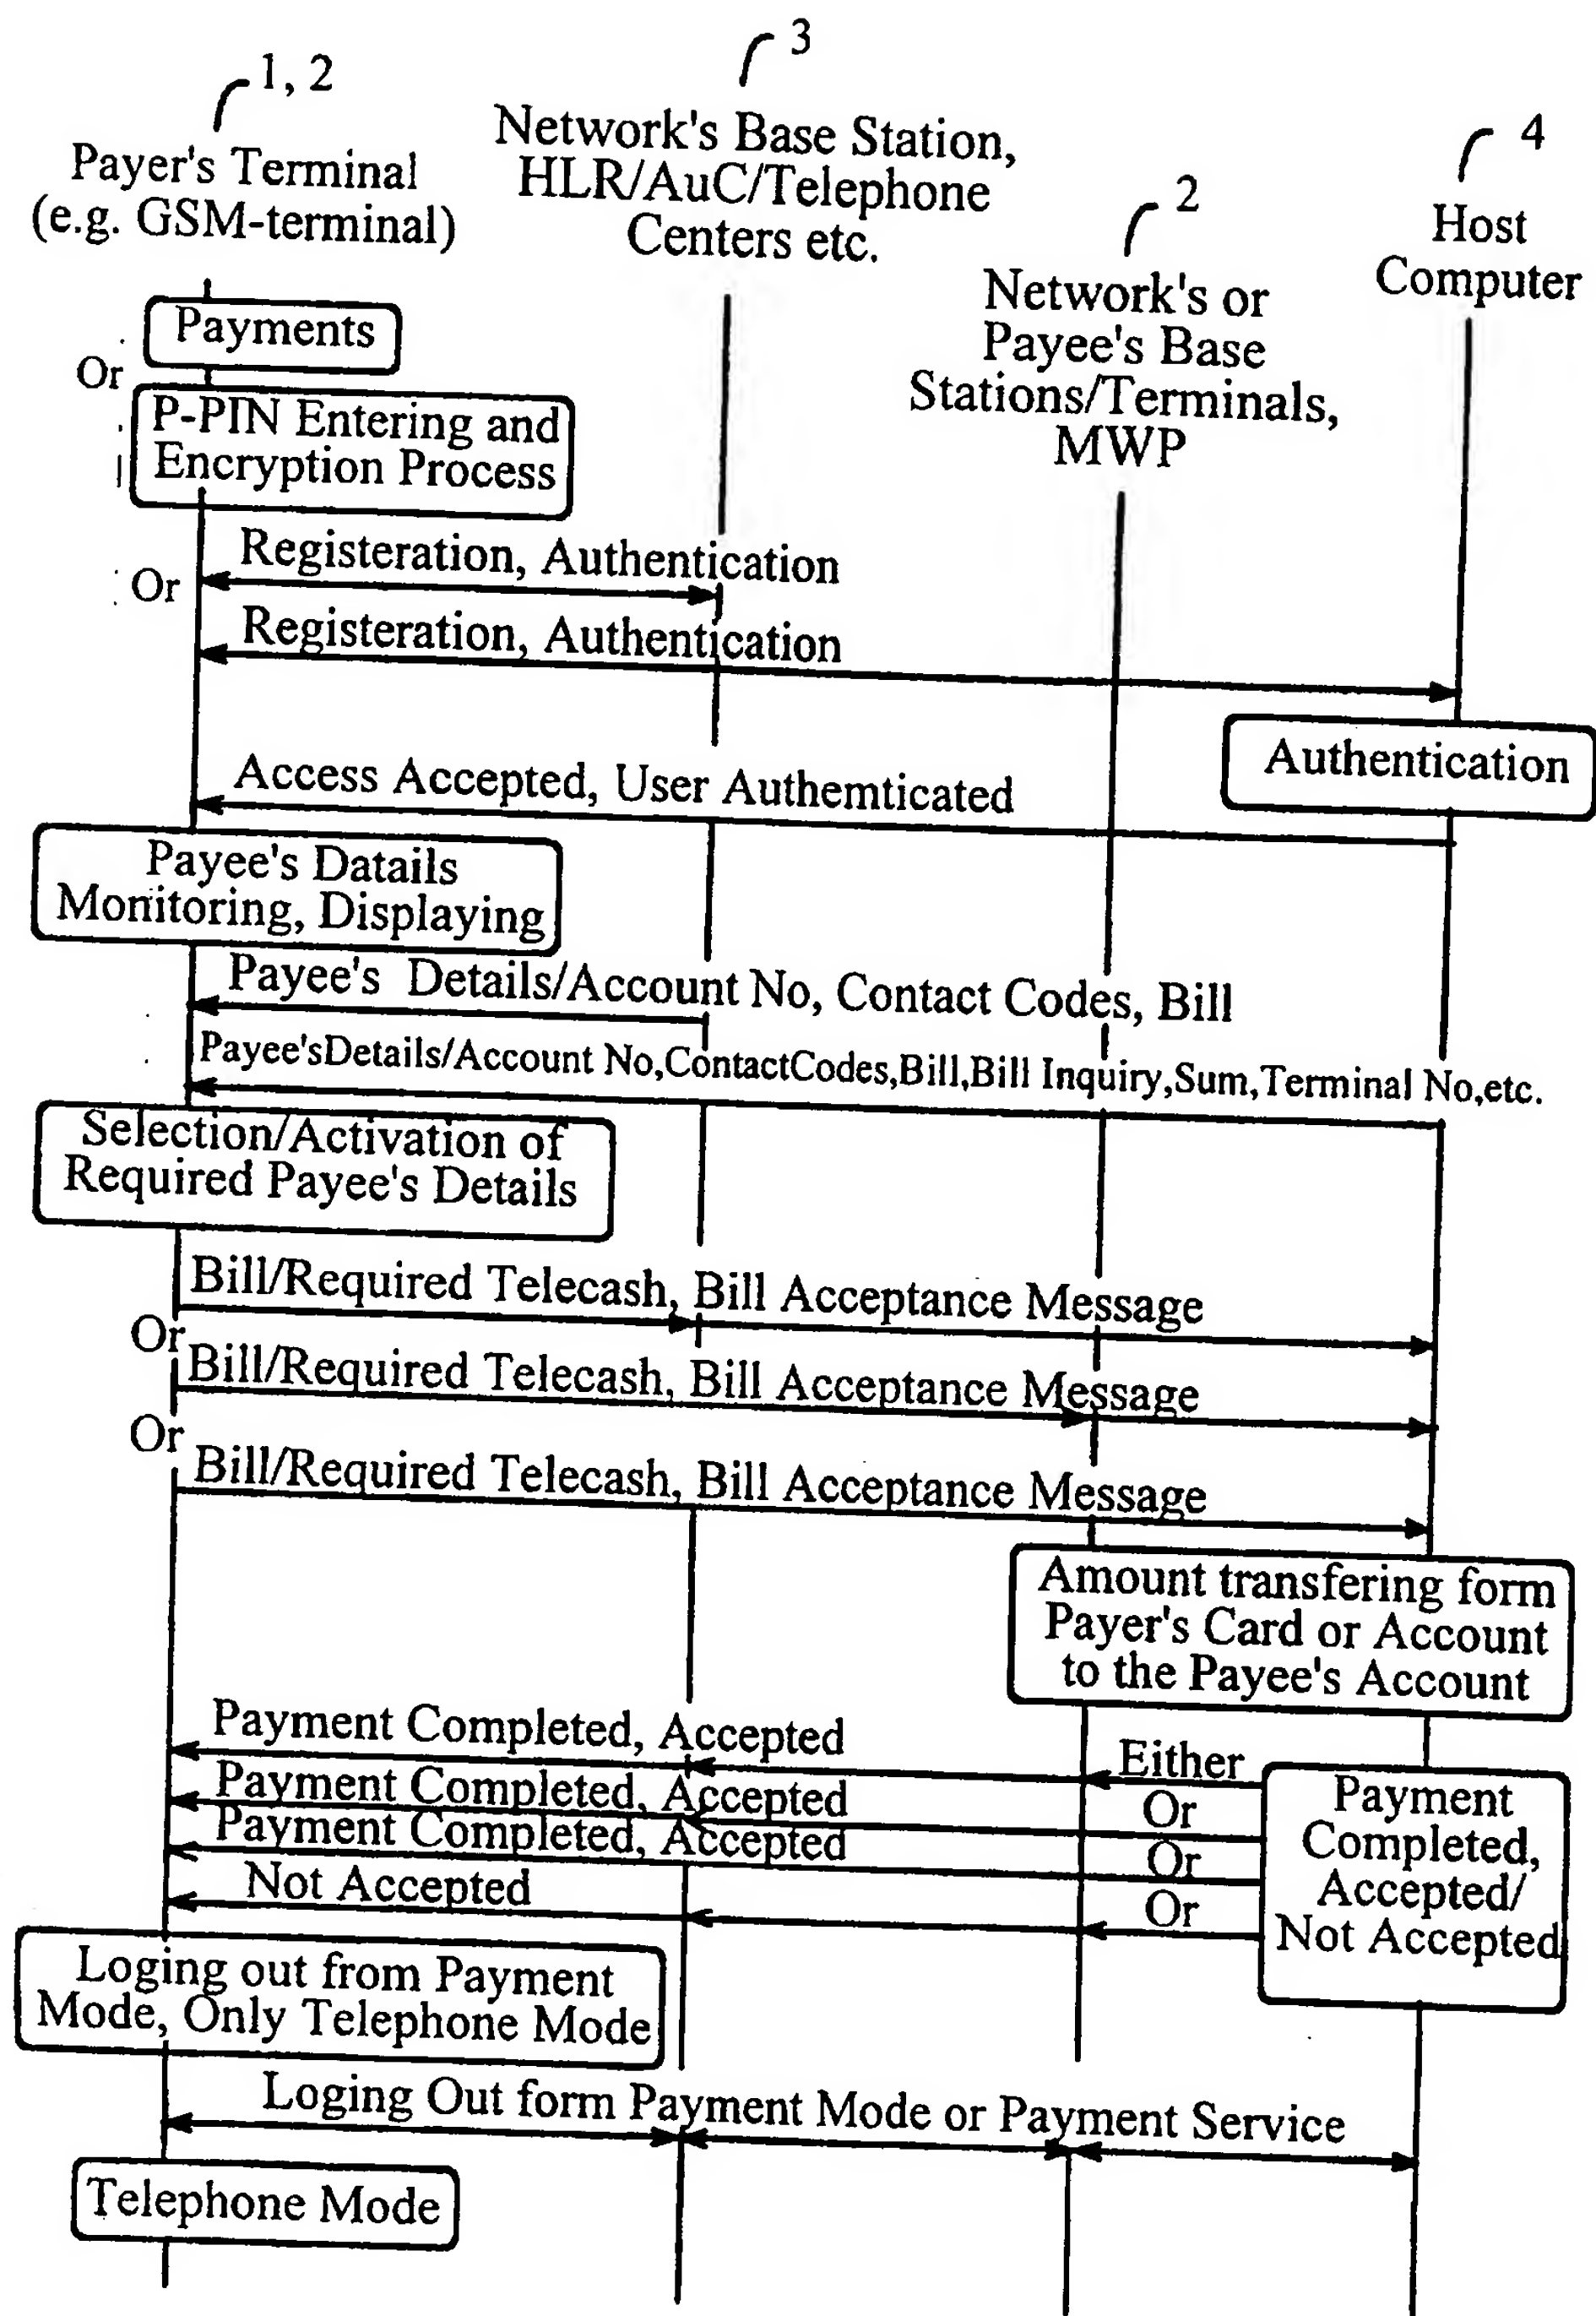 1, 2
Payer's Terminal
(e.g. GSM-terminal)
3
Network's Base Station,
HLR/AuC/Telephone
Centers etc.
2
Network's or
Payee's Base
Stations/Terminals,
MWP
4
Host
Computer
Payments
Or
P-PIN Entering and
Encryption Process
Registeration, Authentication
Or
Registeration, Authentication
Authentication
Access Accepted, User Authemticated
Payee's Datails
Monitoring, Displaying
Payee's Details/Account No, Contact Codes, Bill
Payee'sDetails/Account No,ContactCodes,Bill,Bill Inquiry,Sum,Terminal No,etc.
Selection/Activation of
Required Payee's Details
Bill/Required Telecash, Bill Acceptance Message
Or
Bill/Required Telecash, Bill Acceptance Message
Or
Bill/Required Telecash, Bill Acceptance Message
Amount transfering form
Payer's Card or Account
to the Payee's Account
Payment Completed, Accepted
Either
Payment Completed, Accepted
Or
Payment Completed, Accepted
Or
Not Accepted
Or
Payment
Completed,
Accepted/
Not Accepted
Loging out from Payment
Mode, Only Telephone Mode
Loging Out form Payment Mode or Payment Service
Telephone Mode